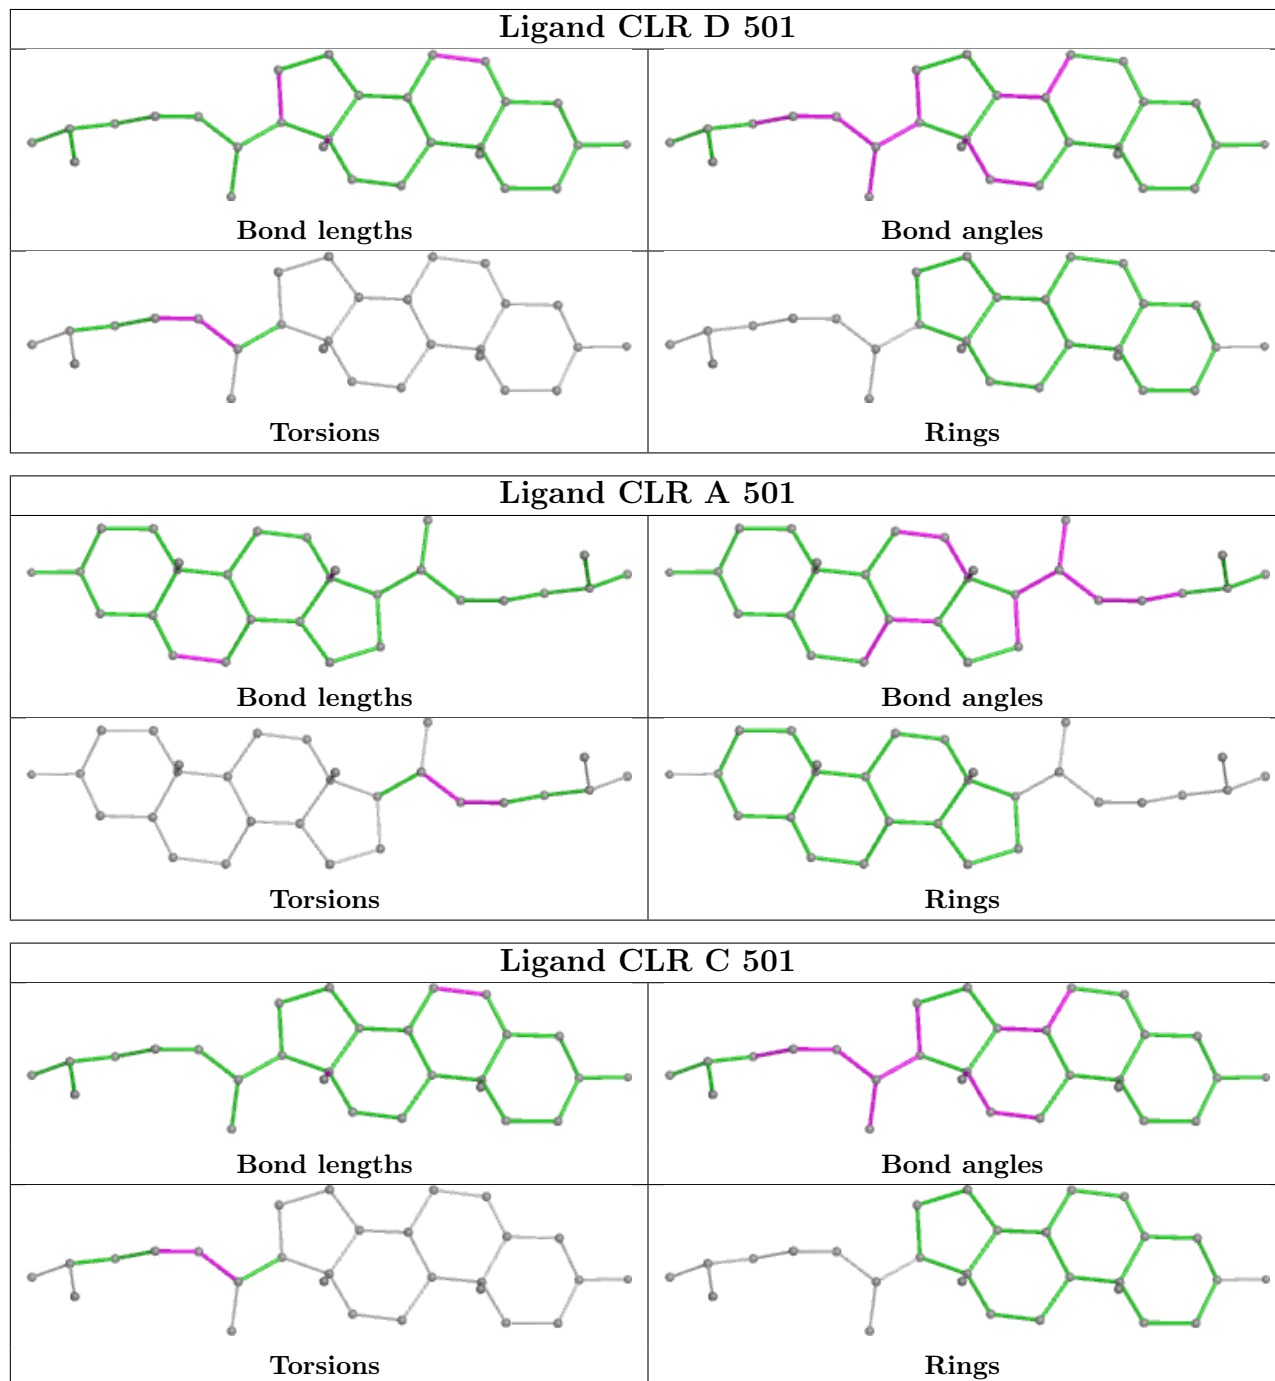 Ligand CLR D 501
Bond lengths
Bond angles
Torsions
Rings
Ligand CLR A 501
Bond lengths
Bond angles
Torsions
Rings
Ligand CLR C 501
Bond lengths
Bond angles
Torsions
Rings